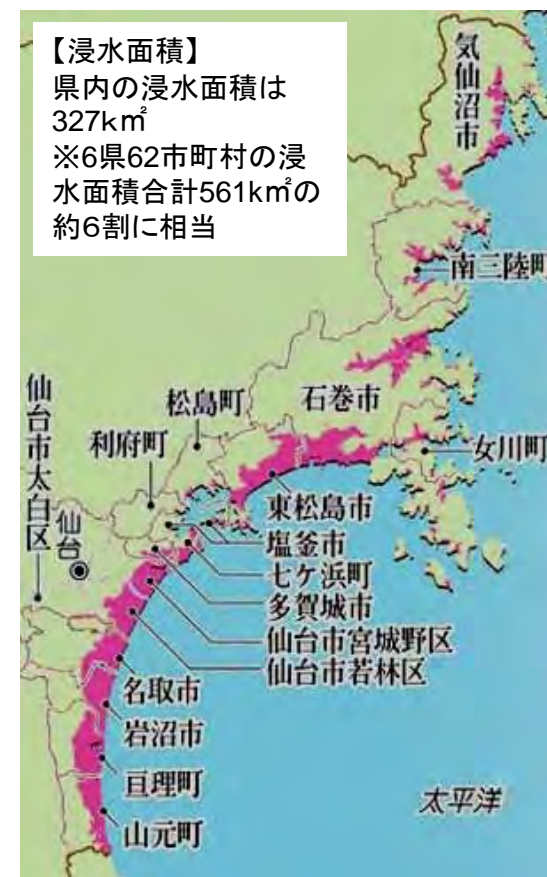 【浸水面積】
県内の浸水面積は
327k㎡
※6県62市町村の浸
水面積合計561k㎡の
約６割に相当
気仙沼市
南三陸町
石巻市
女川町
松島町
利府町
仙台市太白区
仙台
東松島市
塩釜市
七ケ浜町
多賀城市
仙台市宮城野区
仙台市若林区
名取市
岩沼市
亘理町
山元町
太平洋